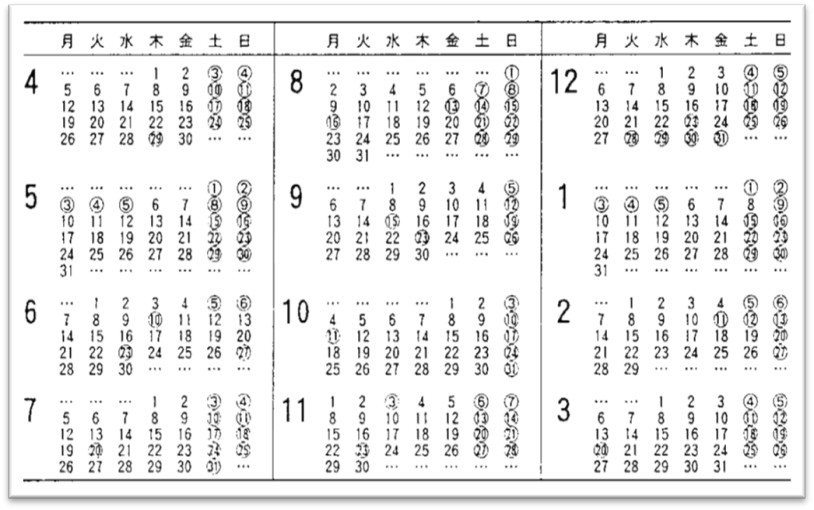 月 火 水 木 金 土 日
4
… … … 1 2 ③ ④
5 6 7 8 9 ⑩ ⑪
12 13 14 15 16 ⑰ ⑱
19 20 21 22 23 ㉔ ㉕
26 27 28 ㉙ 30 … …
5
… … … … … ① ②
③ ④ ⑤ 6 7 ⑧ ⑨
10 11 12 13 14 ⑮ ⑯
17 18 19 20 21 ㉒ ㉓
24 25 26 27 28 ㉙ ㉚
31 … … … … … …
6
… 1 2 3 4 ⑤ ⑥
7 8 9 ⑩ 11 12 13
14 15 16 17 18 19 20
21 22 ㉓ 24 25 26 ㉗
28 29 30 … … … …
7
… … … 1 2 ③ ④
5 6 7 8 9 ⑩ ⑪
12 13 14 15 16 ⑰ ⑱
19 ⑳ 21 22 23 ㉔ ㉕
26 27 28 29 30 ㉛ …
月 火 水 木 金 土 日
8
… … … … … … ①
2 3 4 5 6 ⑦ ⑧
9 10 11 12 ⑬ ⑭ ⑮
⑯ 17 18 19 20 ㉑ ㉒
23 24 25 26 27 ㉘ ㉙
30 31 … … … … …
9
… … 1 2 3 4 ⑤
6 7 8 9 10 11 ⑫
13 14 ⑮ 16 17 18 ⑲
20 21 22 ㉓ 24 25 ㉖
27 28 29 30 … … …
10
… … … … 1 2 ③
4 5 6 7 8 9 ⑩
⑪ 12 13 14 15 16 ⑰
18 19 20 21 22 23 ㉔
25 26 27 28 29 30 ㉛
11
1 2 ③ 4 5 ⑥ ⑦
8 9 10 11 12 ⑬ ⑭
15 16 17 18 19 ⑳ ㉑
22 ㉓ 24 25 26 ㉗ ㉘
29 30 … … … … …
月 火 水 木 金 土 日
12
… … 1 2 3 ④ ⑤
6 7 8 9 10 ⑪ ⑫
13 14 15 16 17 ⑱ ⑲
20 21 22 ㉓ 24 ㉕ ㉖
27 ㉘ ㉙ ㉚ ㉛ … …
1
… … … … … ① ②
③ ④ ⑤ 6 7 8 ⑨
10 11 12 13 14 ⑮ ⑯
17 18 19 20 21 ㉒ ㉓
24 25 26 27 28 ㉙ ㉚
31 … … … … … …
2
… 1 2 3 4 ⑤ ⑥
7 8 9 10 ⑪ ⑫ ⑬
14 15 16 17 18 19 ⑳
21 22 23 24 25 26 ㉗
28 29 … … … … …
3
… … 1 2 3 ④ ⑤
6 7 8 9 10 ⑪ ⑫
13 14 15 16 17 ⑱ ⑲
⑳ 21 22 23 24 ㉕ ㉖
27 28 29 30 31 … …